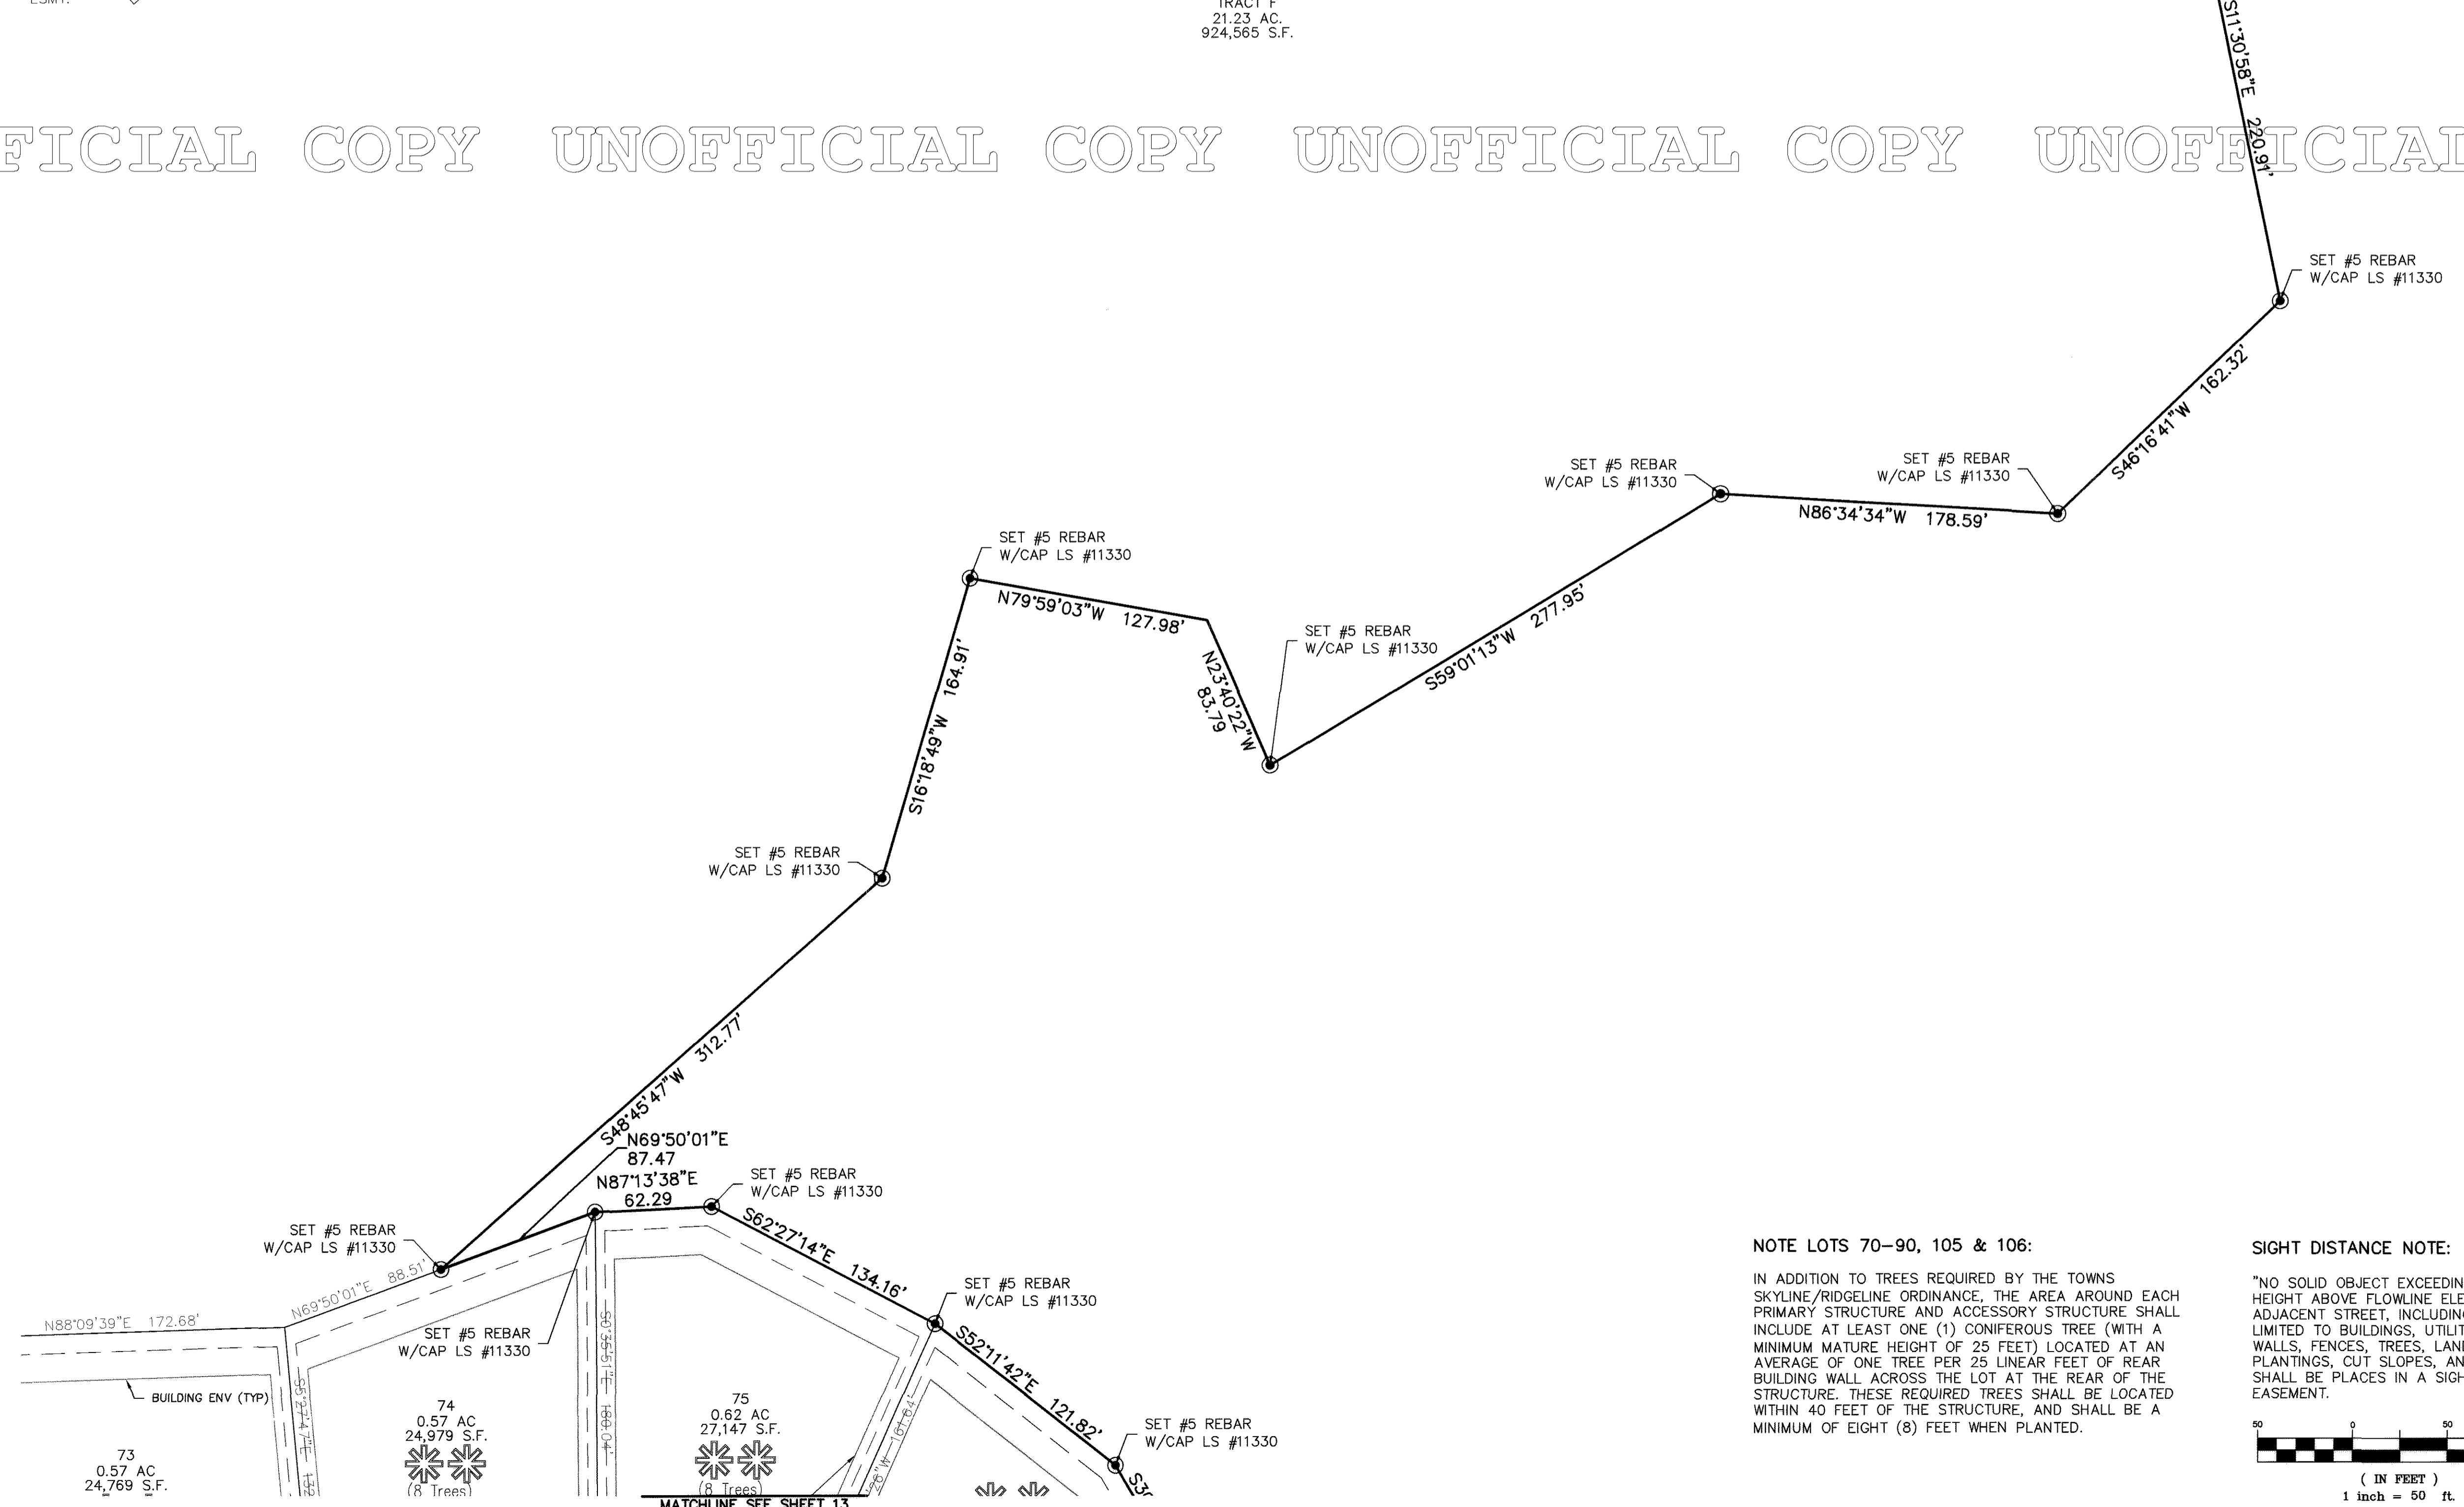 TRACT F
21.23 AC.
924,565 S.F.
S11°30'58"E 220.91'
FICIAL COPY UNOFFICIAL COPY UNOFFICIAL COPY UNOFFICIAL
SET #5 REBAR
W/CAP LS #11330
S46°16'41"W 162.32'
SET #5 REBAR
W/CAP LS #11330
SET #5 REBAR
W/CAP LS #11330
N86°34'34"W 178.59'
SET #5 REBAR
W/CAP LS #11330
N79°59'03"W 127.98'
SET #5 REBAR
W/CAP LS #11330
S59°01'13"W 277.95'
N23°40'22"W
83.79
S16°18'49"W 164.91'
SET #5 REBAR
W/CAP LS #11330
S48°45'47"W 312.77'
N69°50'01"E
87.47
N87°13'38"E
62.29
SET #5 REBAR
W/CAP LS #11330
SET #5 REBAR
W/CAP LS #11330
S62°27'14"E 134.16'
N69°50'01"E 88.51'
N88°09'39"E 172.68'
SET #5 REBAR
W/CAP LS #11330
SET #5 REBAR
W/CAP LS #11330
S52°11'42"E 121.82'
BUILDING ENV (TYP)
S5°27'47"E 132
S0°35'51"E 180.04'
26"W 161.64'
SET #5 REBAR
W/CAP LS #11330
73
0.57 AC
24,769 S.F.
74
0.57 AC
24,979 S.F.
(8 Trees)
75
0.62 AC
27,147 S.F.
(8 Trees)
MATCHLINE SEE SHEET 13
NOTE LOTS 70-90, 105 & 106:
IN ADDITION TO TREES REQUIRED BY THE TOWNS
SKYLINE/RIDGELINE ORDINANCE, THE AREA AROUND EACH
PRIMARY STRUCTURE AND ACCESSORY STRUCTURE SHALL
INCLUDE AT LEAST ONE (1) CONIFEROUS TREE (WITH A
MINIMUM MATURE HEIGHT OF 25 FEET) LOCATED AT AN
AVERAGE OF ONE TREE PER 25 LINEAR FEET OF REAR
BUILDING WALL ACROSS THE LOT AT THE REAR OF THE
STRUCTURE. THESE REQUIRED TREES SHALL BE LOCATED
WITHIN 40 FEET OF THE STRUCTURE, AND SHALL BE A
MINIMUM OF EIGHT (8) FEET WHEN PLANTED.
SIGHT DISTANCE NOTE:
"NO SOLID OBJECT EXCEEDIN
HEIGHT ABOVE FLOWLINE ELE
ADJACENT STREET, INCLUDING
LIMITED TO BUILDINGS, UTILIT
WALLS, FENCES, TREES, LAN
PLANTINGS, CUT SLOPES, AN
SHALL BE PLACES IN A SIGH
EASEMENT.
50 0 50
( IN FEET )
1 inch = 50 ft.